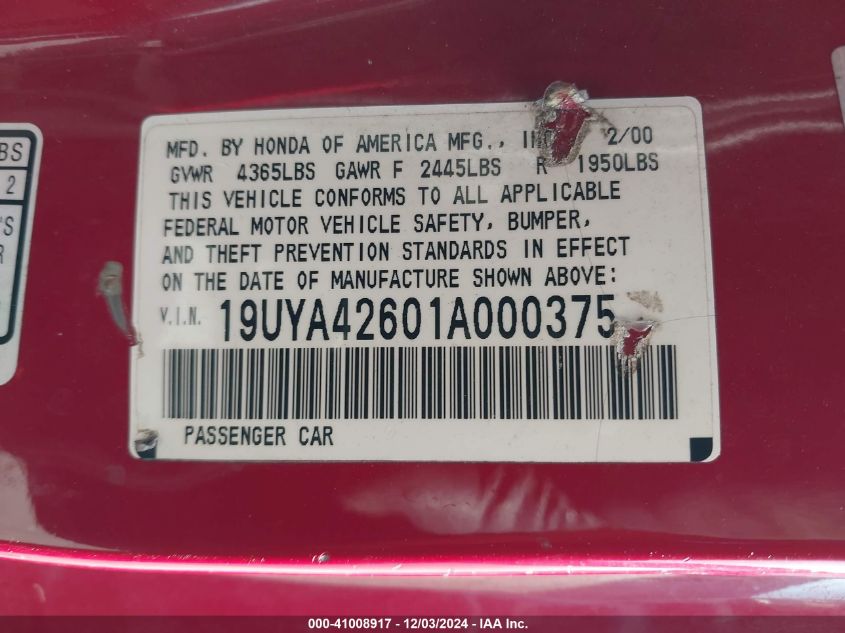 BS
2
'S
R
MFD. BY HONDA OF AMERICA MFG., 2/00
GVWR 4365LBS GAWR F 2445LBS R 1950LBS
THIS VEHICLE CONFORMS TO ALL APPLICABLE
FEDERAL MOTOR VEHICLE SAFETY, BUMPER,
AND THEFT PREVENTION STANDARDS IN EFFECT
ON THE DATE OF MANUFACTURE SHOWN ABOVE:
V.I.N. 19UYA42601A000375
PASSENGER CAR
000-41008917 - 12/03/2024 - IAA Inc.